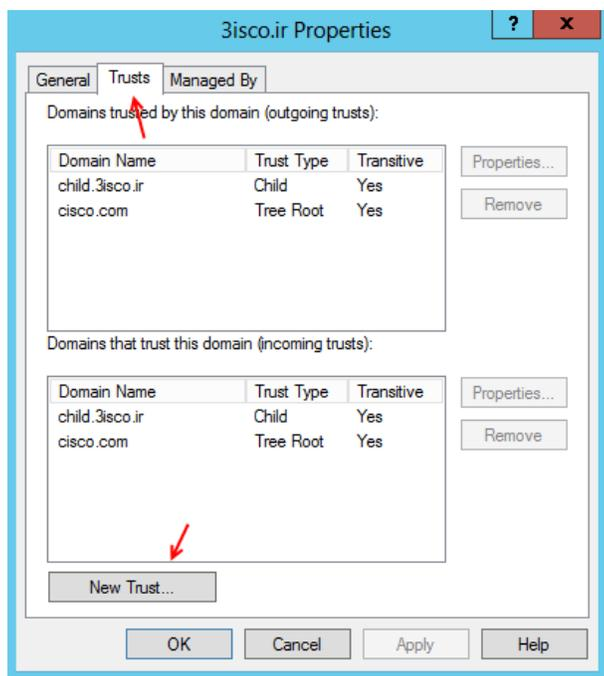 3isco.ir Properties
? x
General Trusts Managed By
Domains trusted by this domain (outgoing trusts):
Domain Name Trust Type Transitive
child.3isco.ir Child Yes
cisco.com Tree Root Yes
Properties...
Remove
Domains that trust this domain (incoming trusts):
Domain Name Trust Type Transitive
child.3isco.ir Child Yes
cisco.com Tree Root Yes
Properties...
Remove
New Trust...
OK Cancel Apply Help